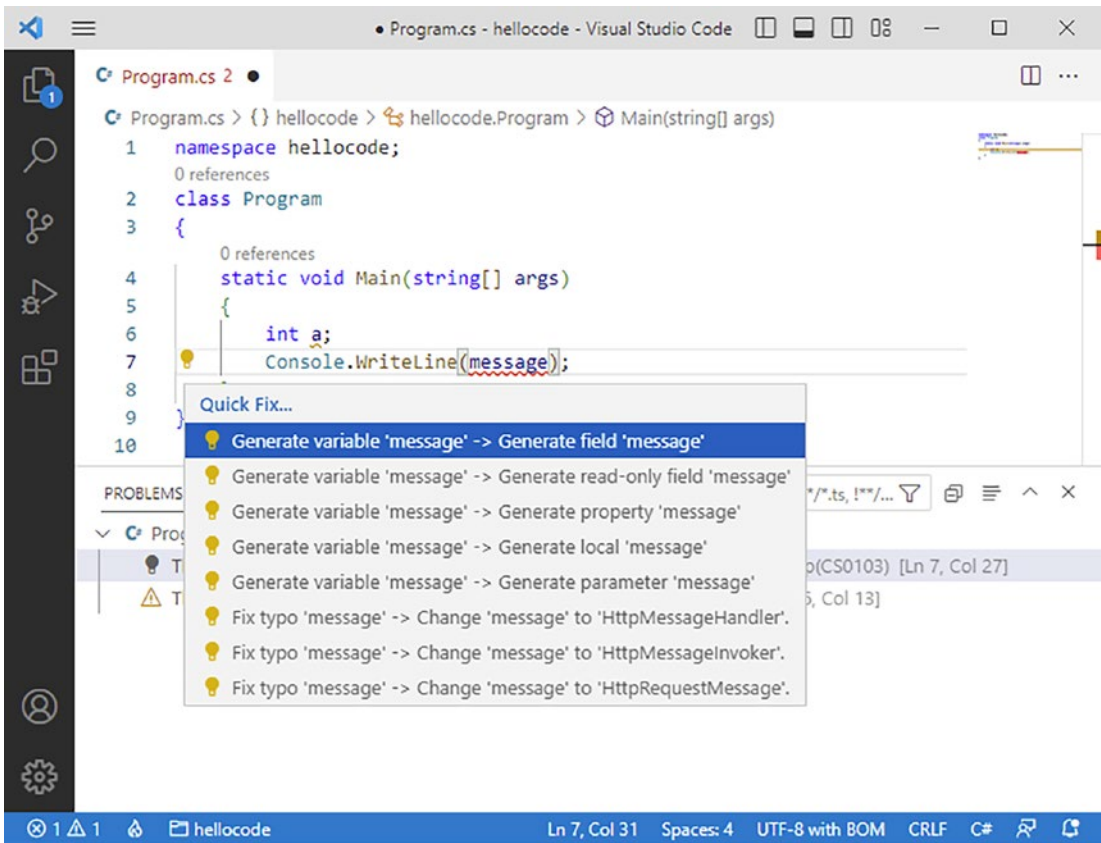 ● Program.cs - hellocode - Visual Studio Code
1
C# Program.cs 2 ●
C# Program.cs > {} hellocode > hellocode.Program > Main(string[] args)
1 namespace hellocode;
0 references
2 class Program
3 {
0 references
4 static void Main(string[] args)
5 {
6 int a;
7 Console.WriteLine(message);
8
9 }
10
Quick Fix...
Generate variable 'message' -> Generate field 'message'
Generate variable 'message' -> Generate read-only field 'message'
Generate variable 'message' -> Generate property 'message'
Generate variable 'message' -> Generate local 'message'
Generate variable 'message' -> Generate parameter 'message'
Fix typo 'message' -> Change 'message' to 'HttpMessageHandler'.
Fix typo 'message' -> Change 'message' to 'HttpMessageInvoker'.
Fix typo 'message' -> Change 'message' to 'HttpRequestMessage'.
PROBLEMS */*.ts, !**/...
C# Pro
(CS0103) [Ln 7, Col 27]
Col 13]
1 1 hellocode Ln 7, Col 31 Spaces: 4 UTF-8 with BOM CRLF C#